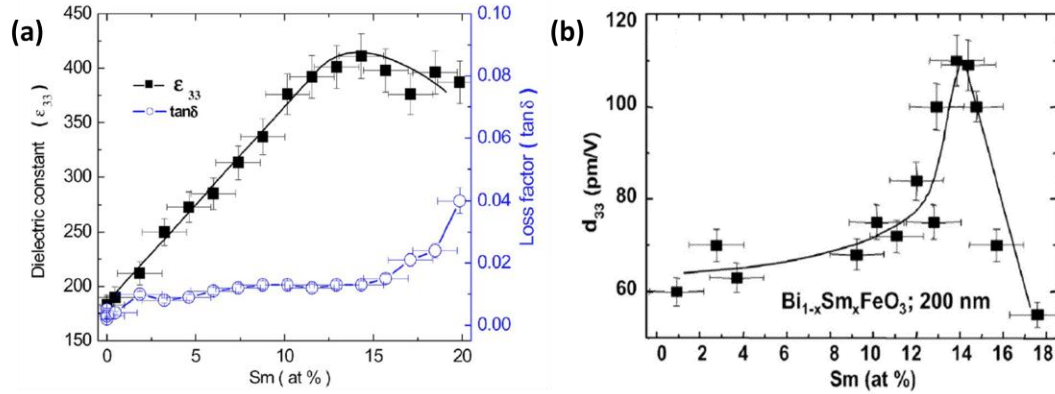 (a)
450
400
350
300
250
200
150
Dielectric constant ( ε33 )
ε 33
tanδ
0 5 10 15 20
Sm ( at % )
0.10
0.08
0.06
0.04
0.02
0.00
Loss factor ( tanδ )
(b)
120
100
80
60
d33 (pm/V)
Bi1-xSmxFeO3; 200 nm
0 2 4 6 8 10 12 14 16 18
Sm (at %)